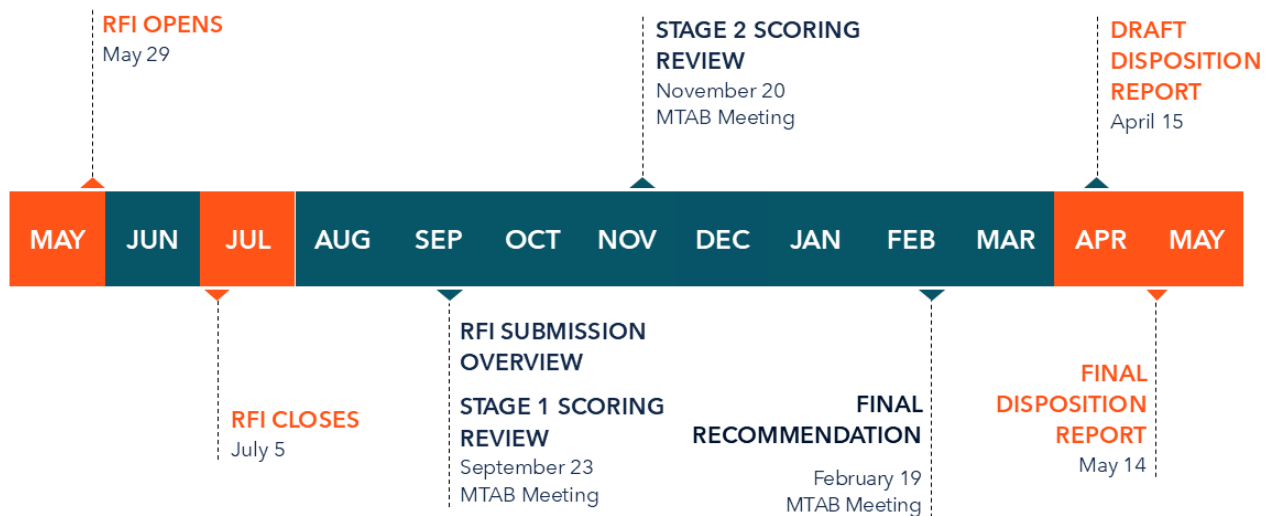 RFI OPENS
May 29
STAGE 2 SCORING
REVIEW
November 20
MTAB Meeting
DRAFT
DISPOSITION
REPORT
April 15
MAY JUN JUL AUG SEP OCT NOV DEC JAN FEB MAR APR MAY
RFI CLOSES
July 5
RFI SUBMISSION
OVERVIEW
STAGE 1 SCORING
REVIEW
September 23
MTAB Meeting
FINAL
RECOMMENDATION
February 19
MTAB Meeting
FINAL
DISPOSITION
REPORT
May 14